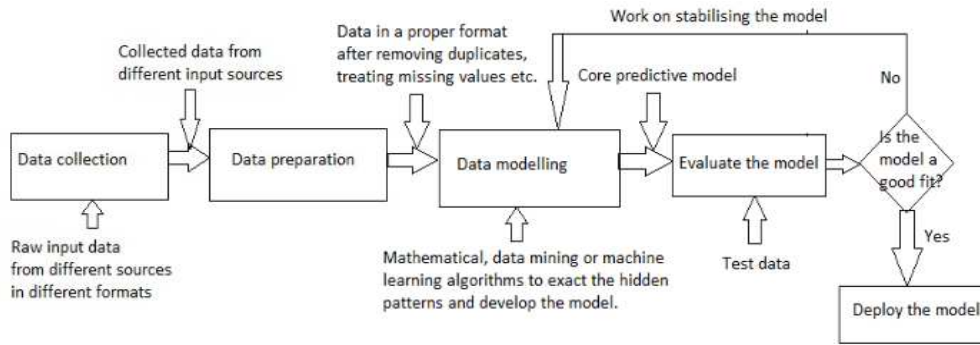 Work on stabilising the model
Data in a proper format
after removing duplicates,
treating missing values etc.
Collected data from
different input sources
Core predictive model
No
Data collection
Data preparation
Data modelling
Evaluate the model
Is the
model a
good fit?
Raw input data
from different sources
in different formats
Mathematical, data mining or machine
learning algorithms to exact the hidden
patterns and develop the model.
Test data
Yes
Deploy the model